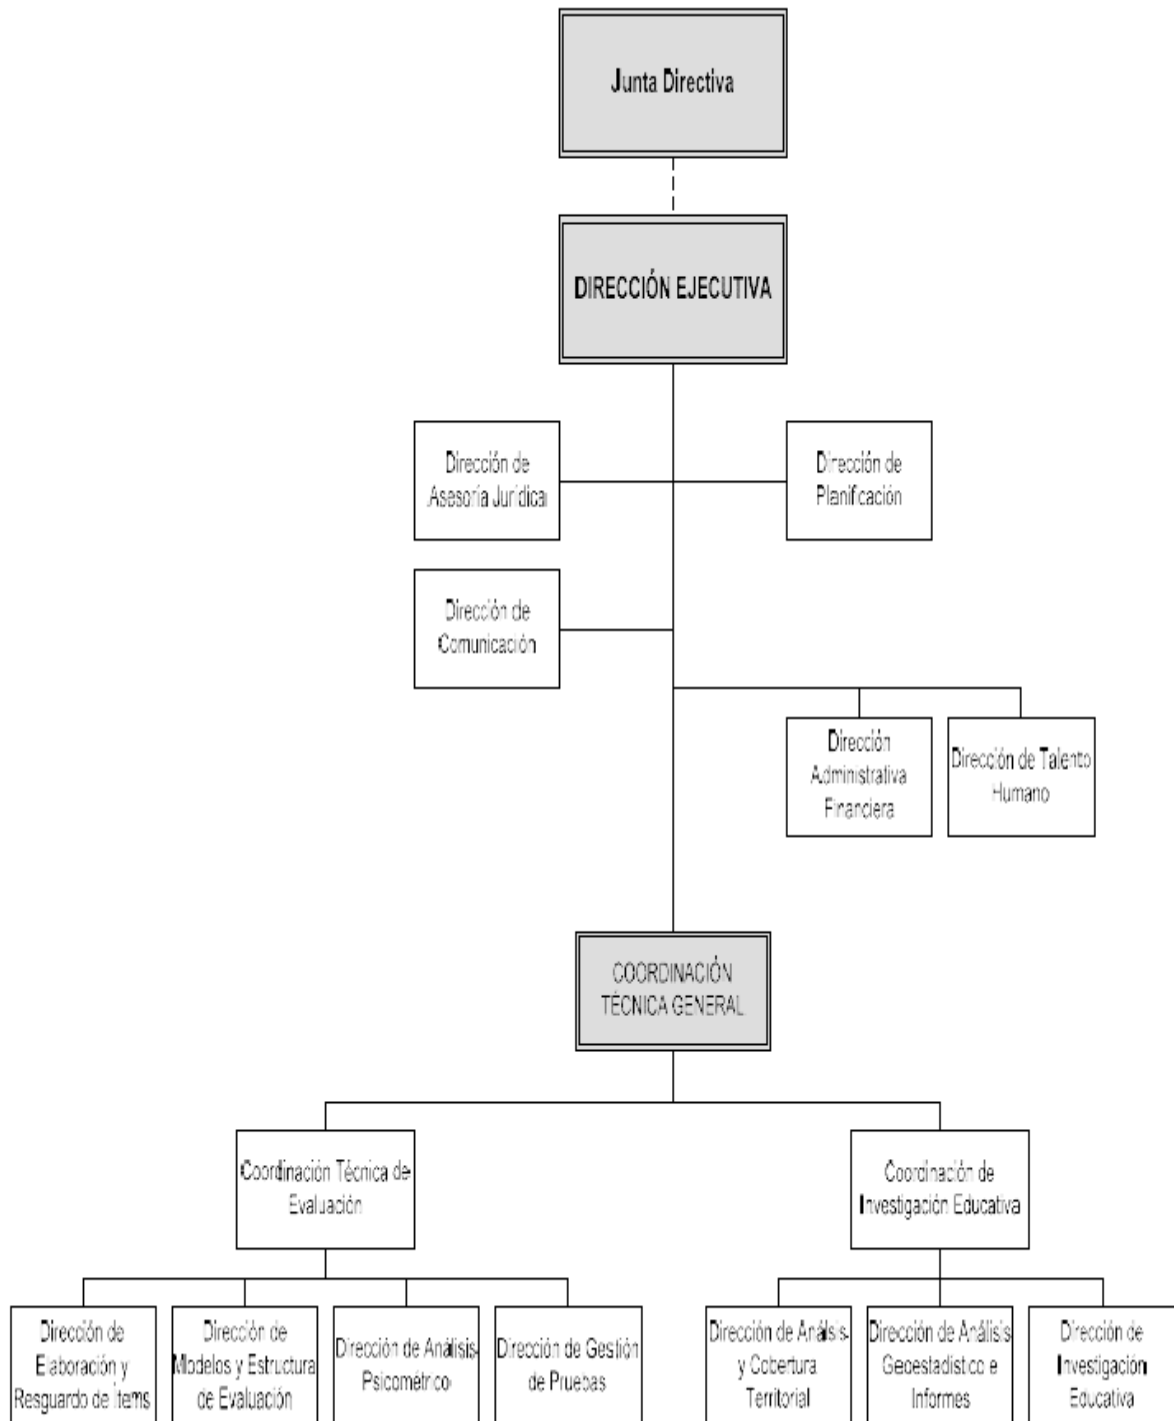 Junta Directiva
DIRECCIÓN EJECUTIVA
Dirección de
Asesoría Jurídica
Dirección de
Planificación
Dirección de
Comunicación
Dirección
Administrativa
Financiera
Dirección de Talento
Humano
COORDINACIÓN
TÉCNICA GENERAL
Coordinación Técnica de
Evaluación
Coordinación de
Investigación Educativa
Dirección de
Elaboración y
Resguardo de Ítems
Dirección de
Modelos y Estructura
de Evaluación
Dirección de Análisis
Psicométrico
Dirección de Gestión
de Pruebas
Dirección de Análisis
y Cobertura
Territorial
Dirección de Análisis
Geoestadístico e
Informes
Dirección de
Investigación
Educativa